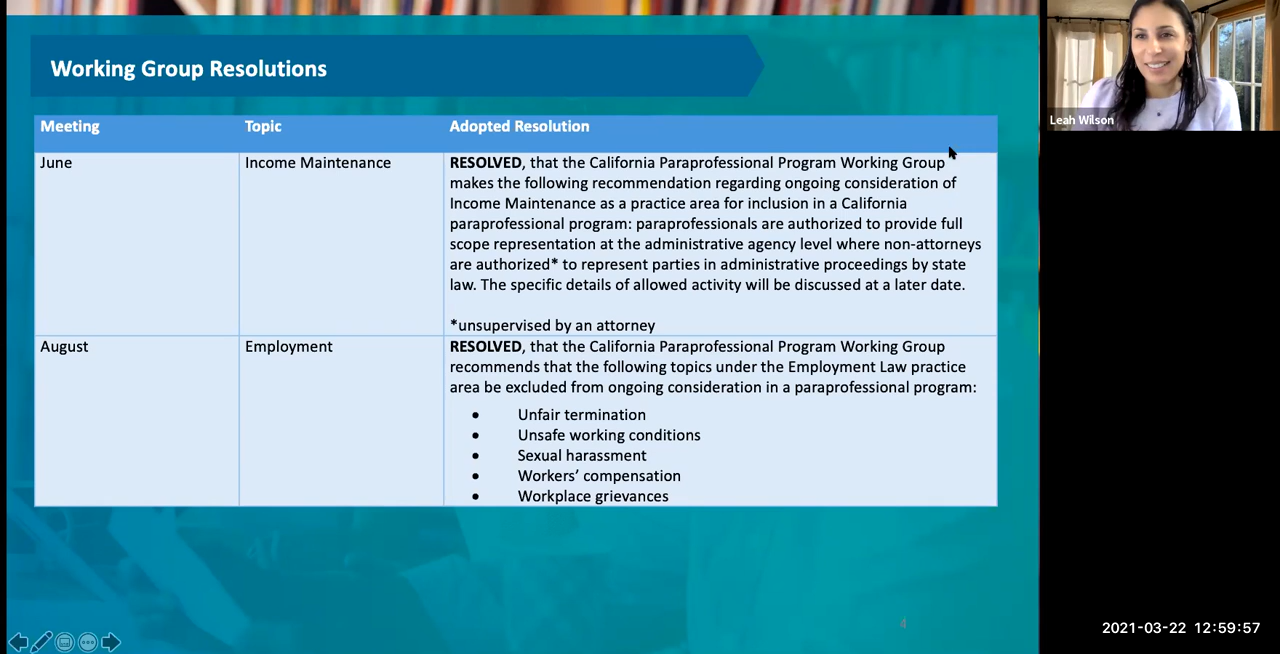 Working Group Resolutions
Meeting
Topic
Adopted Resolution
June
Income Maintenance
RESOLVED, that the California Paraprofessional Program Working Group
makes the following recommendation regarding ongoing consideration of
Income Maintenance as a practice area for inclusion in a California
paraprofessional program: paraprofessionals are authorized to provide full
scope representation at the administrative agency level where non-attorneys
are authorized* to represent parties in administrative proceedings by state
law. The specific details of allowed activity will be discussed at a later date.
*unsupervised by an attorney
August
Employment
RESOLVED, that the California Paraprofessional Program Working Group
recommends that the following topics under the Employment Law practice
area be excluded from ongoing consideration in a paraprofessional program:
• Unfair termination
• Unsafe working conditions
• Sexual harassment
• Workers’ compensation
• Workplace grievances
4
Leah Wilson
2021-03-22 12:59:57